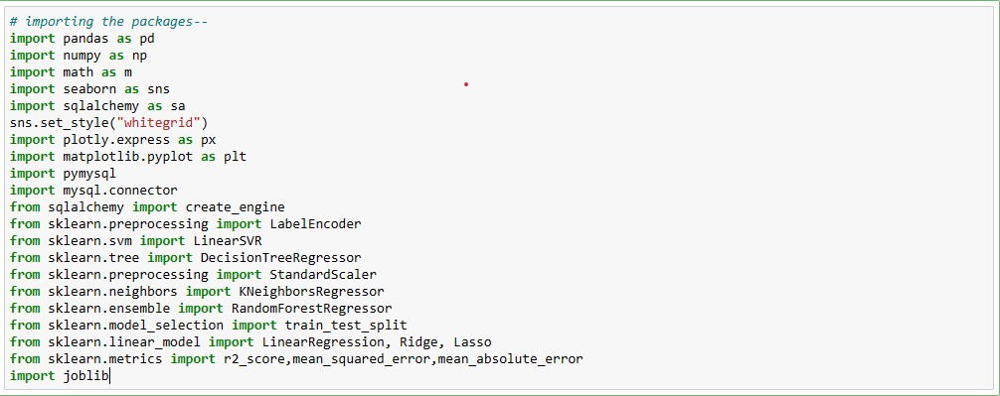 # importing the packages--
import pandas as pd
import numpy as np
import math as m
import seaborn as sns
import sqlalchemy as sa
sns.set_style("whitegrid")
import plotly.express as px
import matplotlib.pyplot as plt
import pymysql
import mysql.connector
from sqlalchemy import create_engine
from sklearn.preprocessing import LabelEncoder
from sklearn.svm import LinearSVR
from sklearn.tree import DecisionTreeRegressor
from sklearn.preprocessing import StandardScaler
from sklearn.neighbors import KNeighborsRegressor
from sklearn.ensemble import RandomForestRegressor
from sklearn.model_selection import train_test_split
from sklearn.linear_model import LinearRegression, Ridge, Lasso
from sklearn.metrics import r2_score,mean_squared_error,mean_absolute_error
import joblib